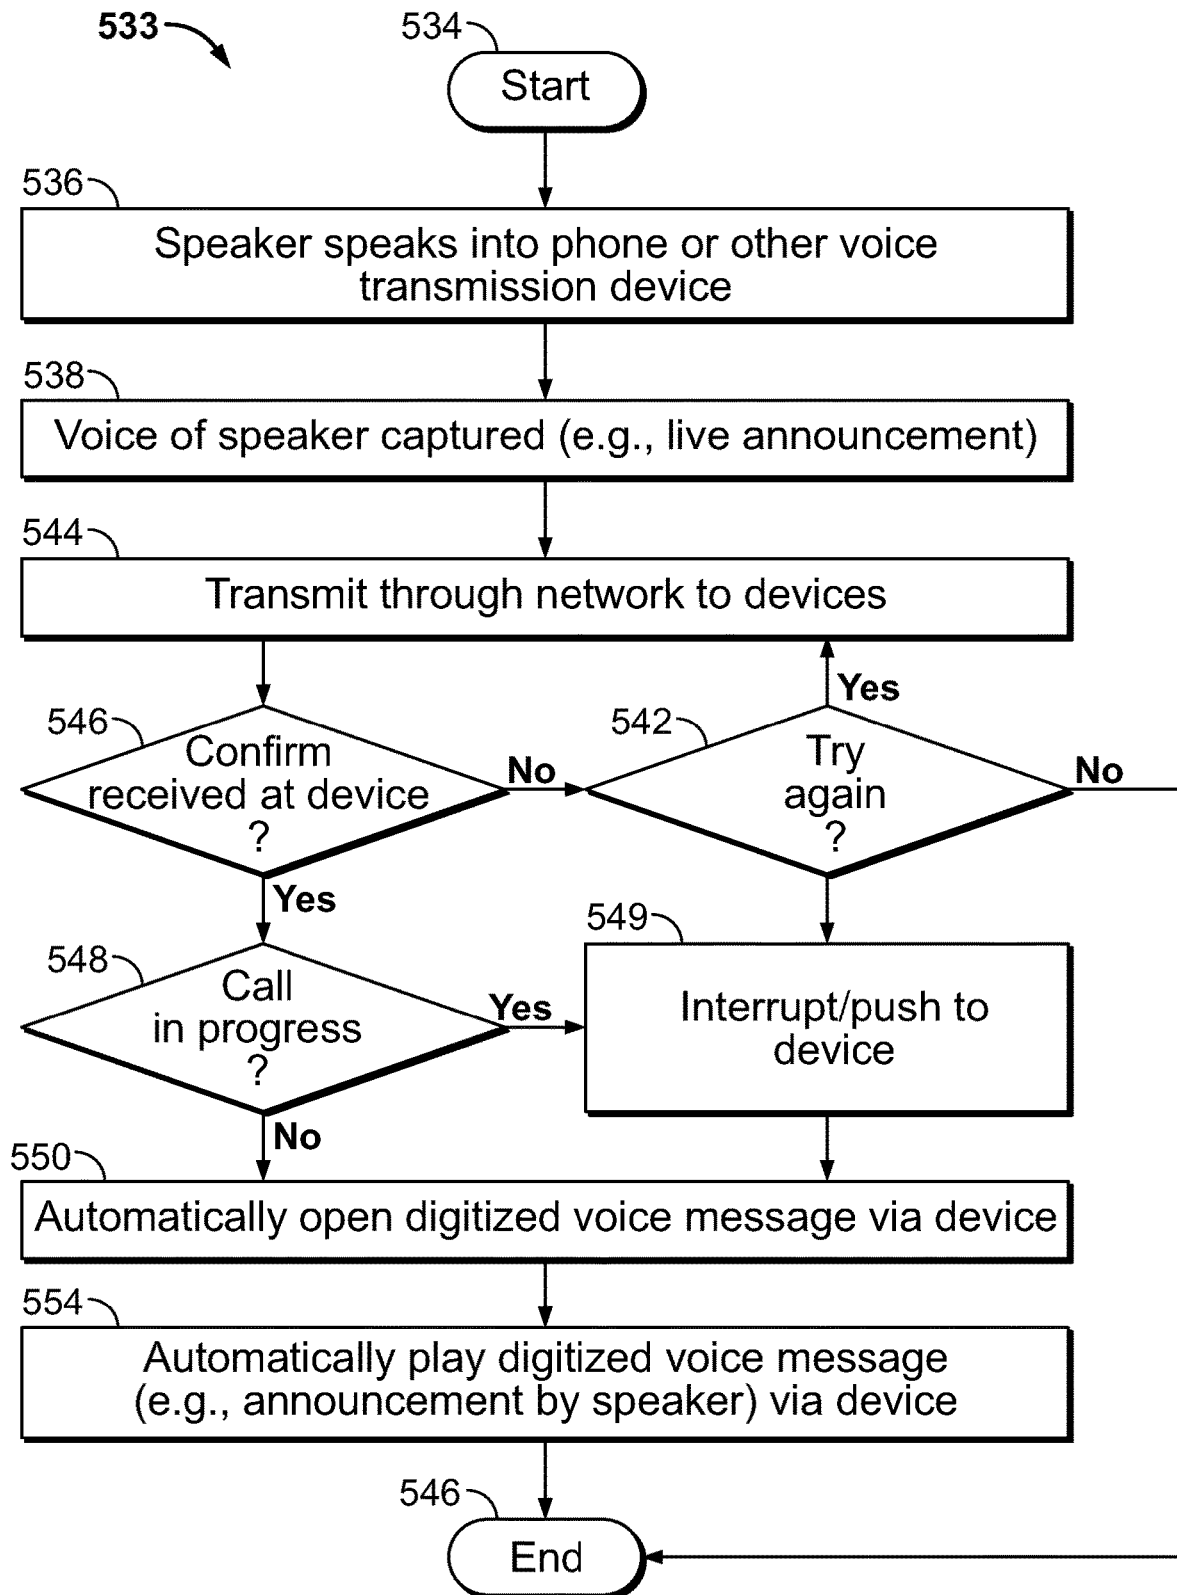 533
534
Start
536
Speaker speaks into phone or other voice
transmission device
538
Voice of speaker captured (e.g., live announcement)
544
Transmit through network to devices
546
Confirm
received at device
?
No
Yes
542
Try
again
?
Yes
No
548
Call
in progress
?
Yes
No
549
Interrupt/push to
device
550
Automatically open digitized voice message via device
554
Automatically play digitized voice message
(e.g., announcement by speaker) via device
546
End